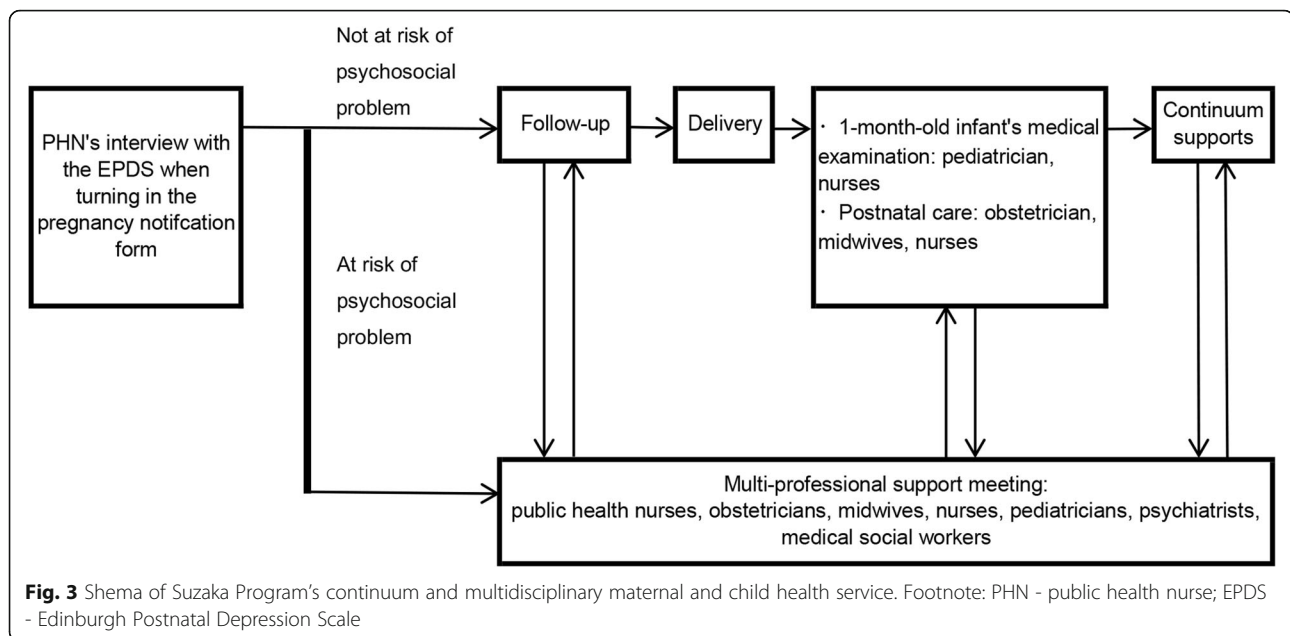 Not at risk of
psychosocial
problem
PHN's interview with
the EPDS when
turning in the
pregnancy notifcation
form
Follow-up
Delivery
· 1-month-old infant's medical
examination: pediatrician,
nurses
· Postnatal care: obstetrician,
midwives, nurses
Continuum
supports
At risk of
psychosocial
problem
Multi-professional support meeting:
public health nurses, obstetricians, midwives, nurses, pediatricians, psychiatrists,
medical social workers
Fig. 3 Shema of Suzaka Program's continuum and multidisciplinary maternal and child health service. Footnote: PHN - public health nurse; EPDS
- Edinburgh Postnatal Depression Scale